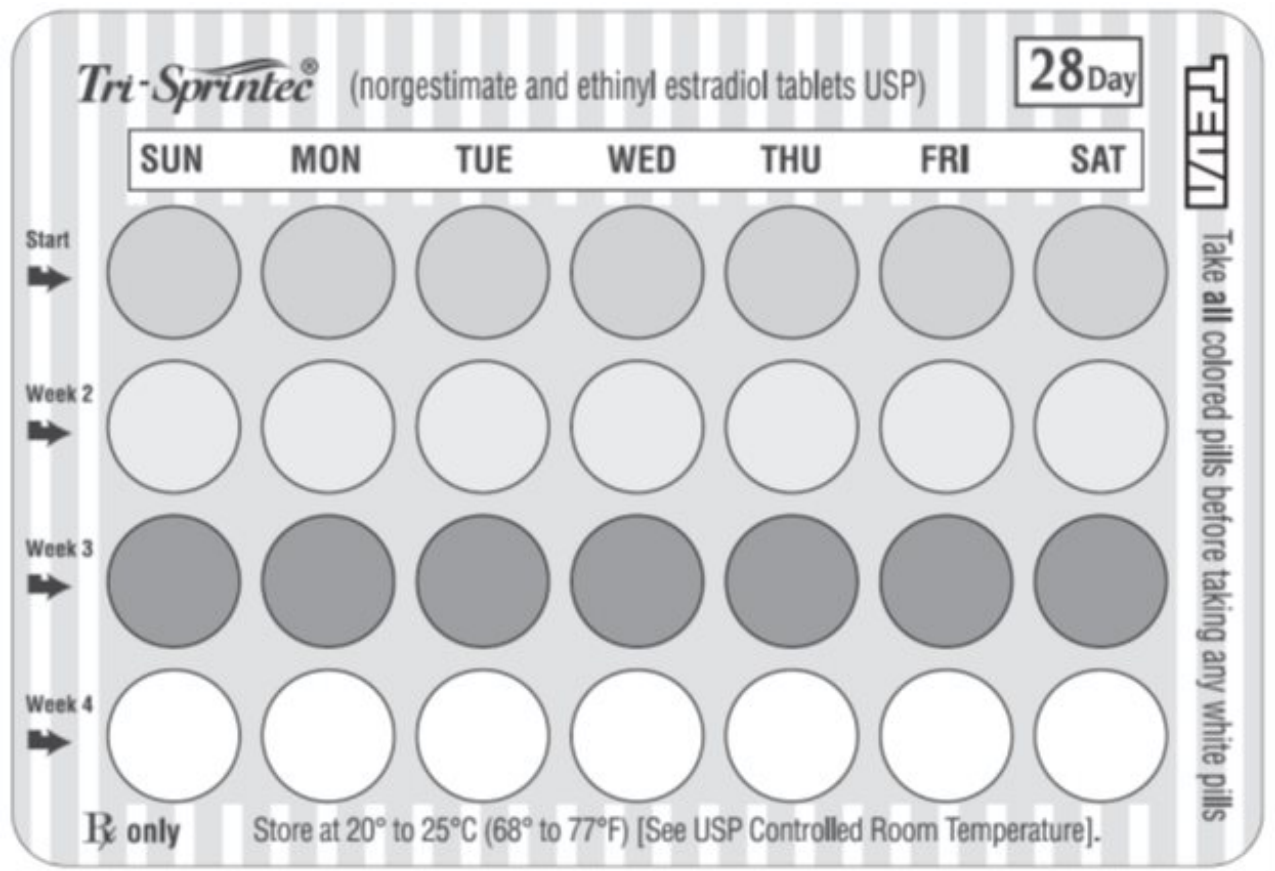 Tri-Sprintec® (norgestimate and ethinyl estradiol tablets USP) 28 Day
SUN MON TUE WED THU FRI SAT
Start
Week 2
Week 3
Week 4
℞ only Store at 20° to 25°C (68° to 77°F) [See USP Controlled Room Temperature].
TEVA
Take all colored pills before taking any white pills